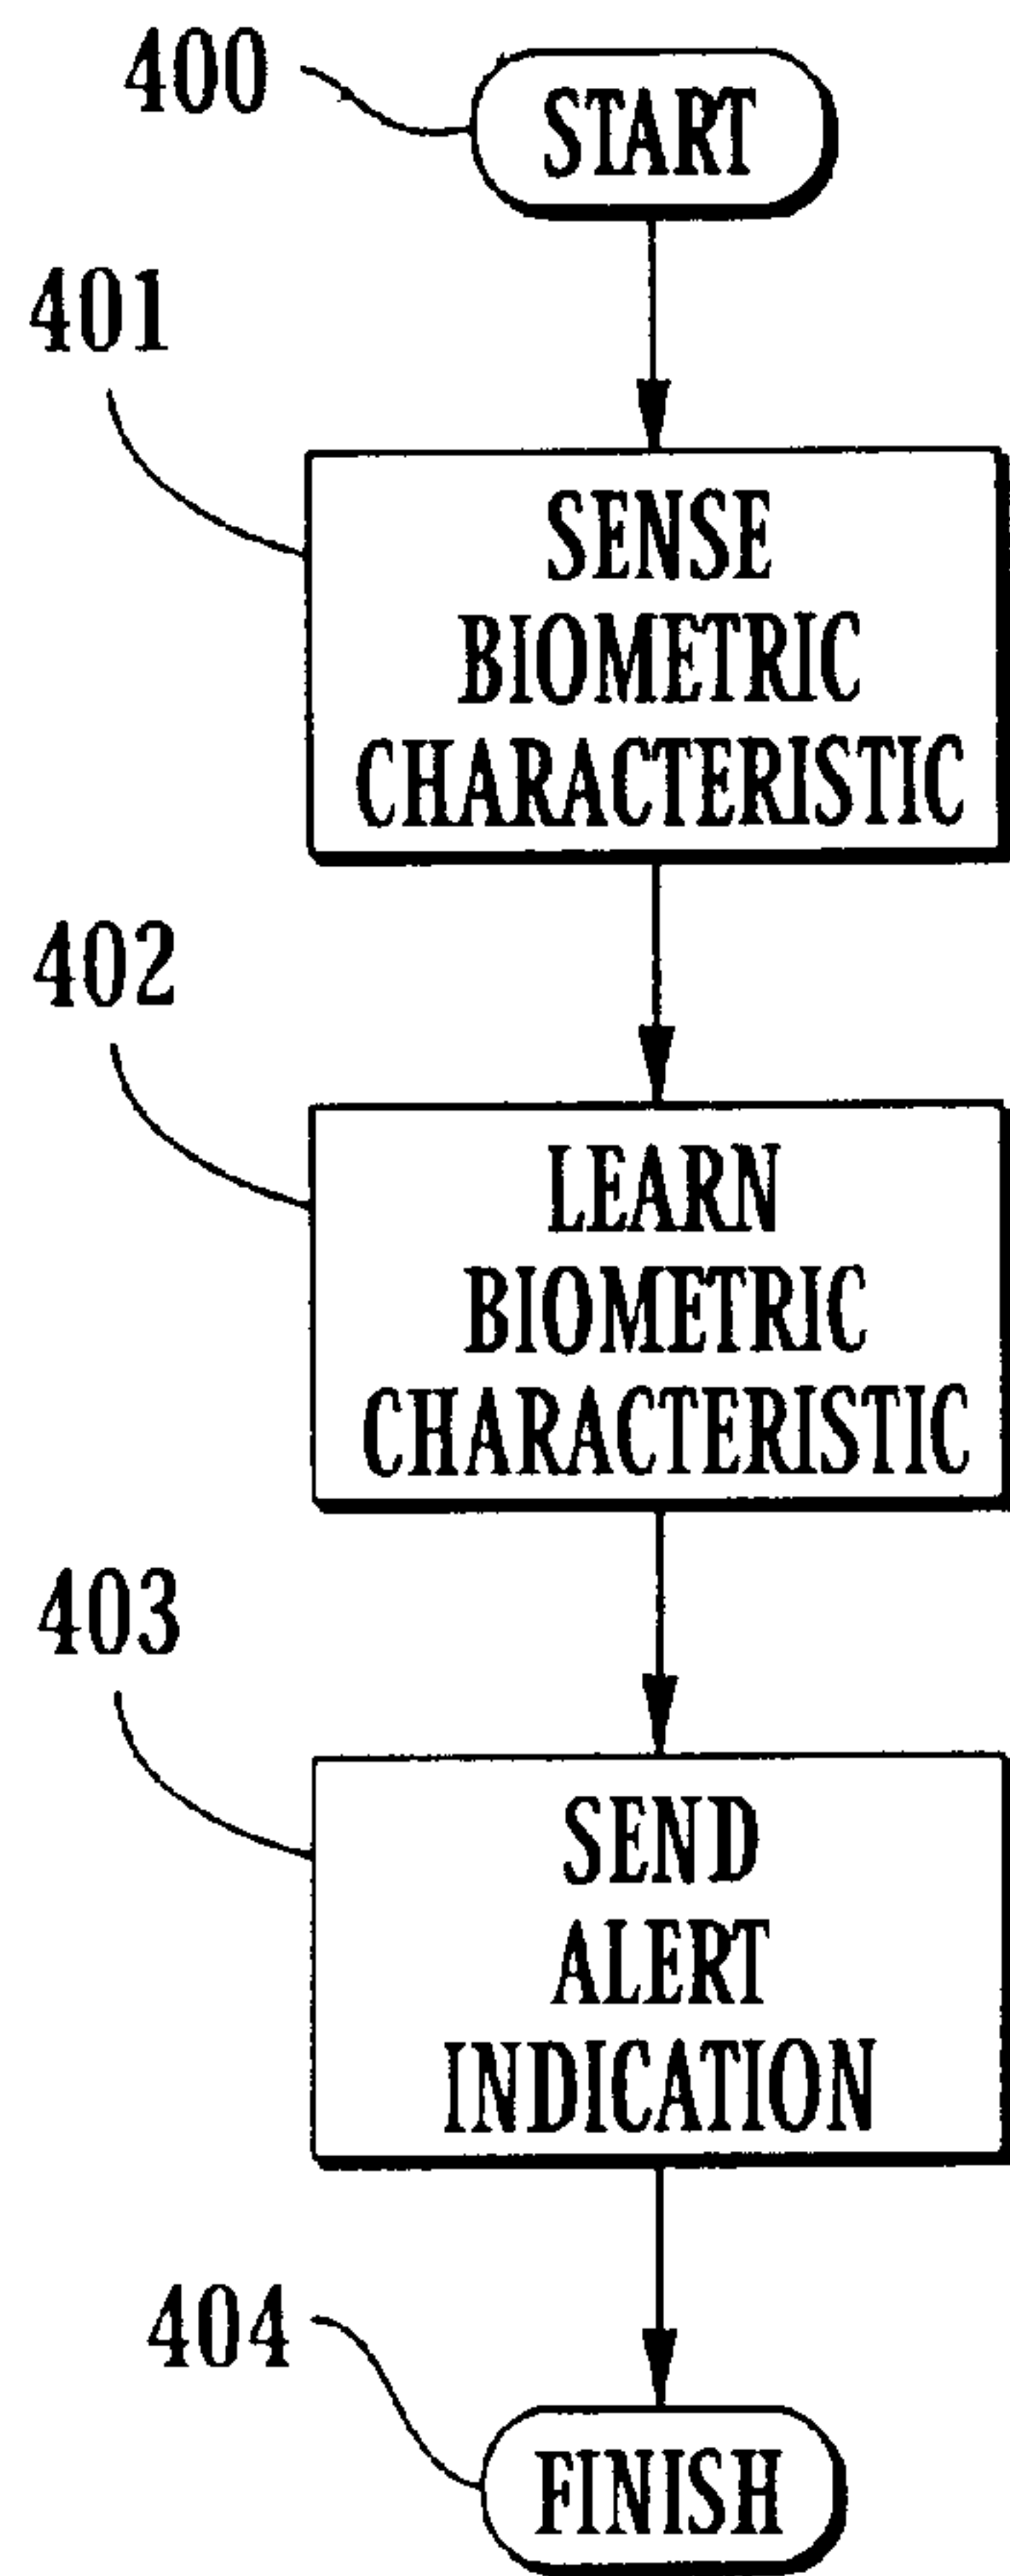 400
START
401
SENSE
BIOMETRIC
CHARACTERISTIC
402
LEARN
BIOMETRIC
CHARACTERISTIC
403
SEND
ALERT
INDICATION
404
FINISH